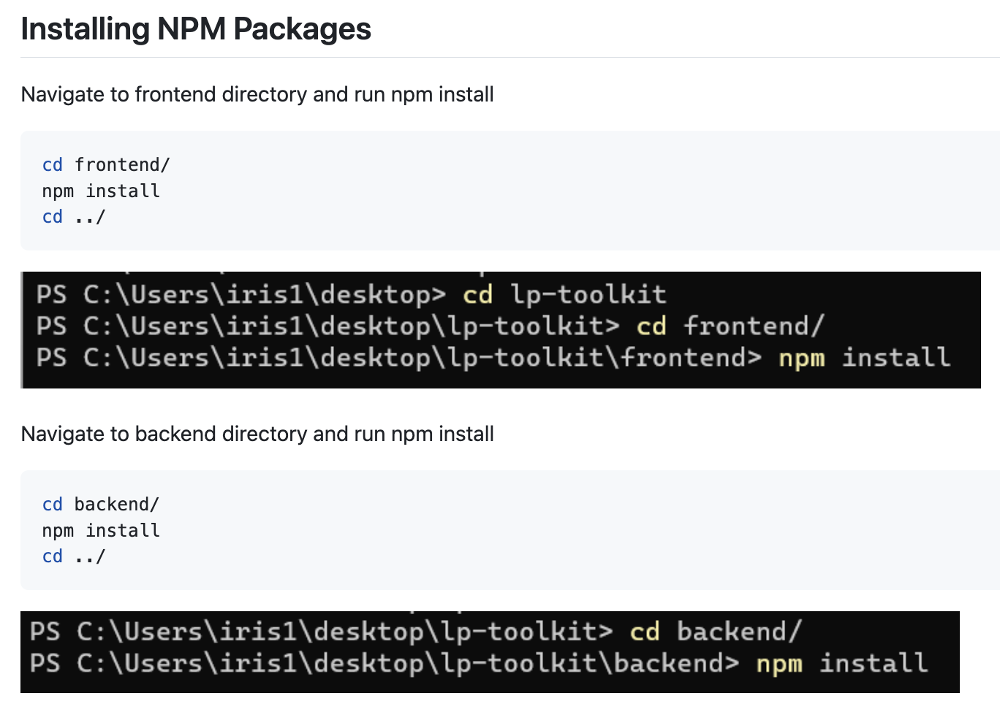 Installing NPM Packages
Navigate to frontend directory and run npm install
cd frontend/
npm install
cd ../
PS C:\Users\iris1\desktop> cd lp-toolkit
PS C:\Users\iris1\desktop\lp-toolkit> cd frontend/
PS C:\Users\iris1\desktop\lp-toolkit\frontend> npm install
Navigate to backend directory and run npm install
cd backend/
npm install
cd ../
PS C:\Users\iris1\desktop\lp-toolkit> cd backend/
PS C:\Users\iris1\desktop\lp-toolkit\backend> npm install